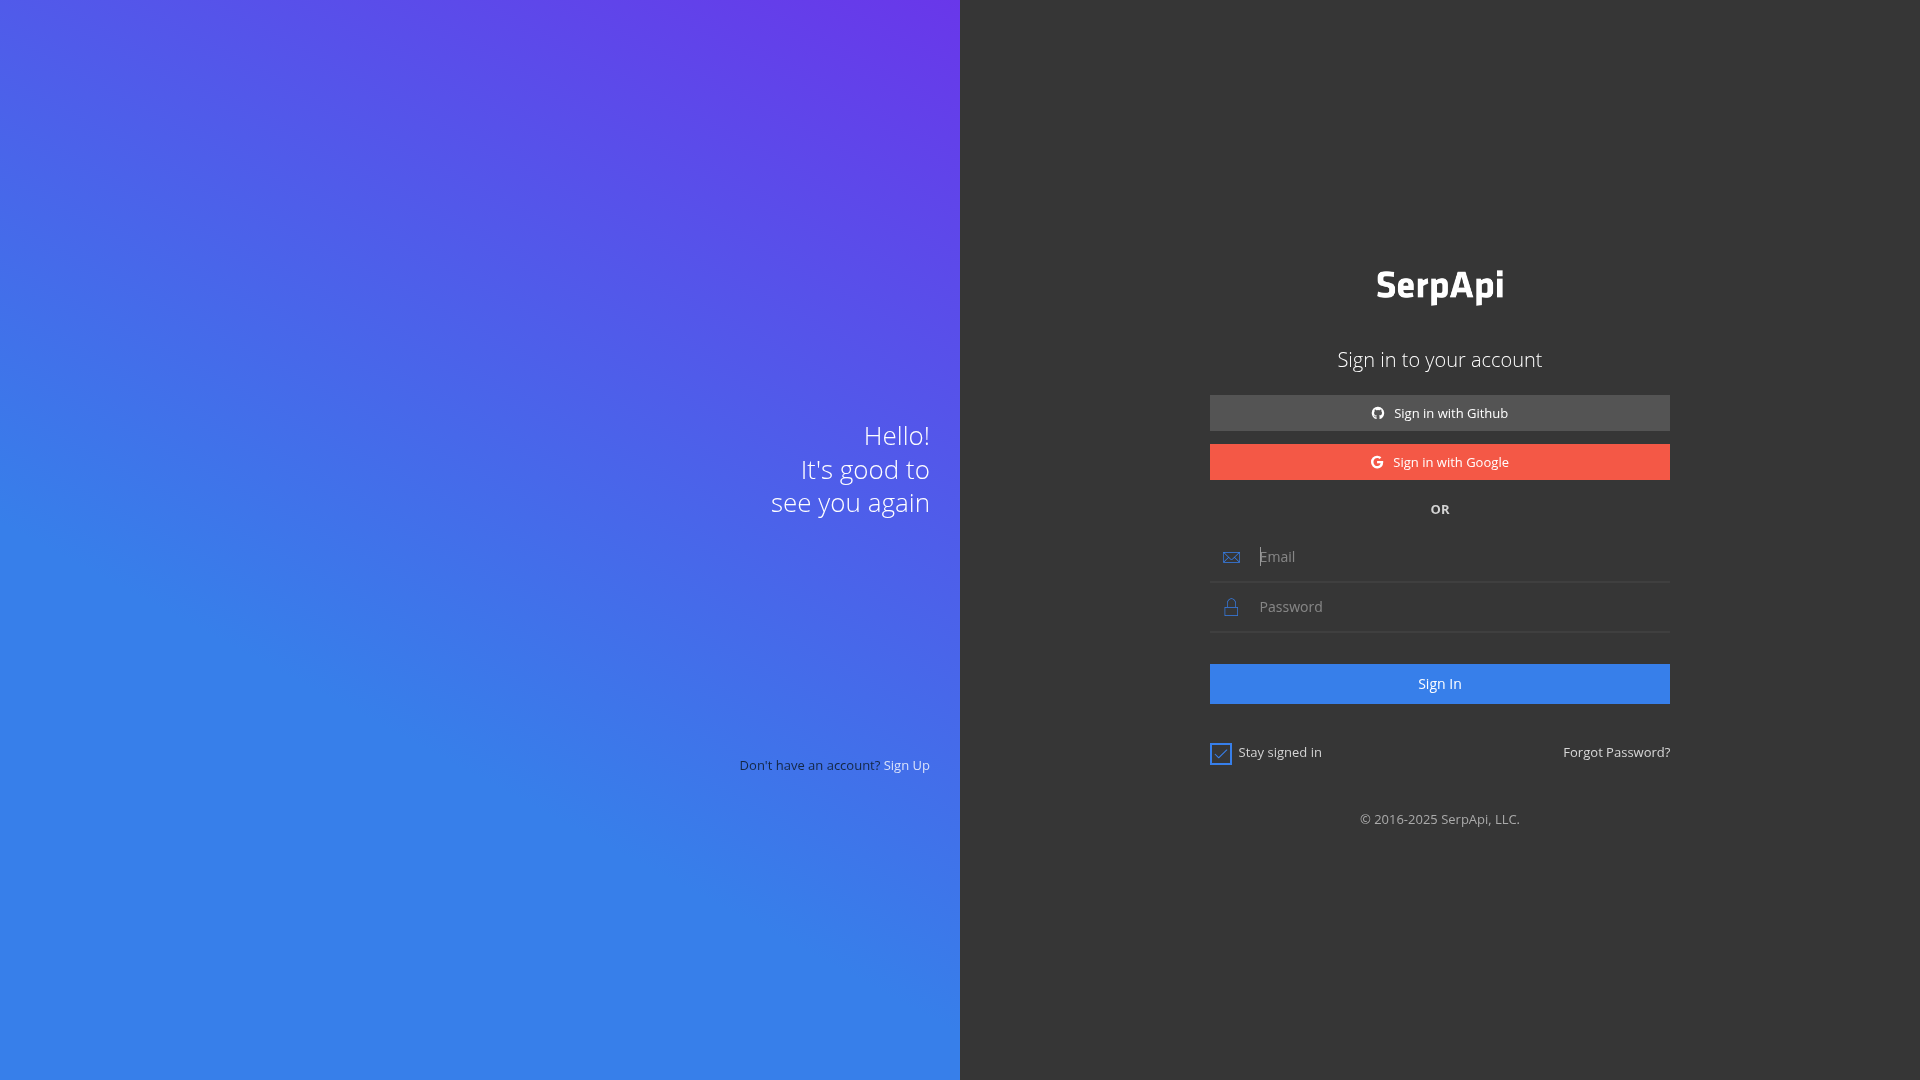 Hello!
It's good to
see you again
Don't have an account? Sign Up
SerpApi
Sign in to your account
Sign in with Github
Sign in with Google
OR
Email
Password
Sign In
Stay signed in
Forgot Password?
© 2016-2025 SerpApi, LLC.